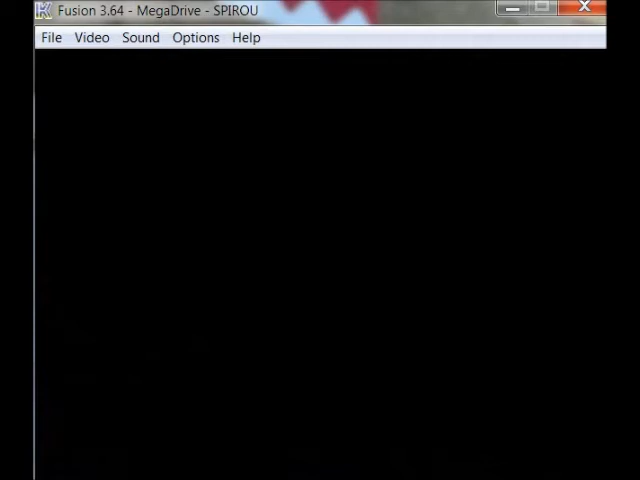 Fusion 3.64 - MegaDrive - SPIROU
File Video Sound Options Help